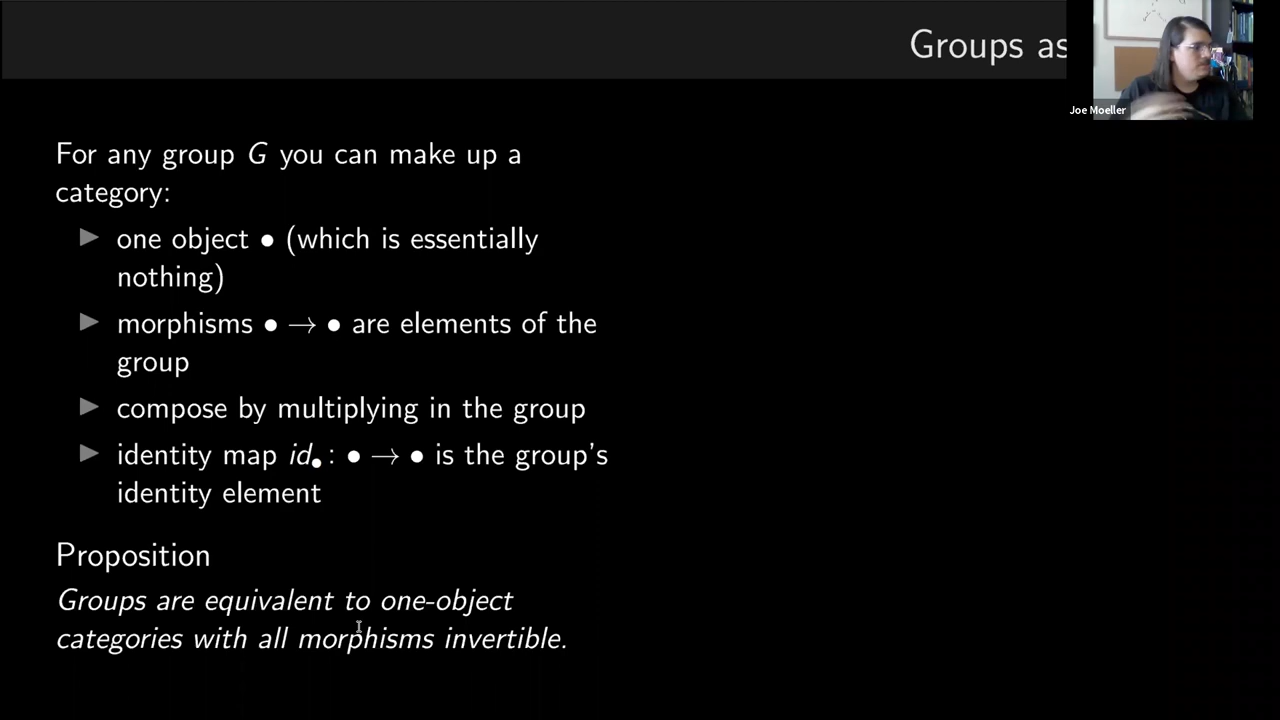 Groups as
Joe Moeller
For any group G you can make up a
category:
▶ one object • (which is essentially
nothing)
▶ morphisms • → • are elements of the
group
▶ compose by multiplying in the group
▶ identity map id•: • → • is the group's
identity element
Proposition
Groups are equivalent to one-object
categories with all morphisms invertible.